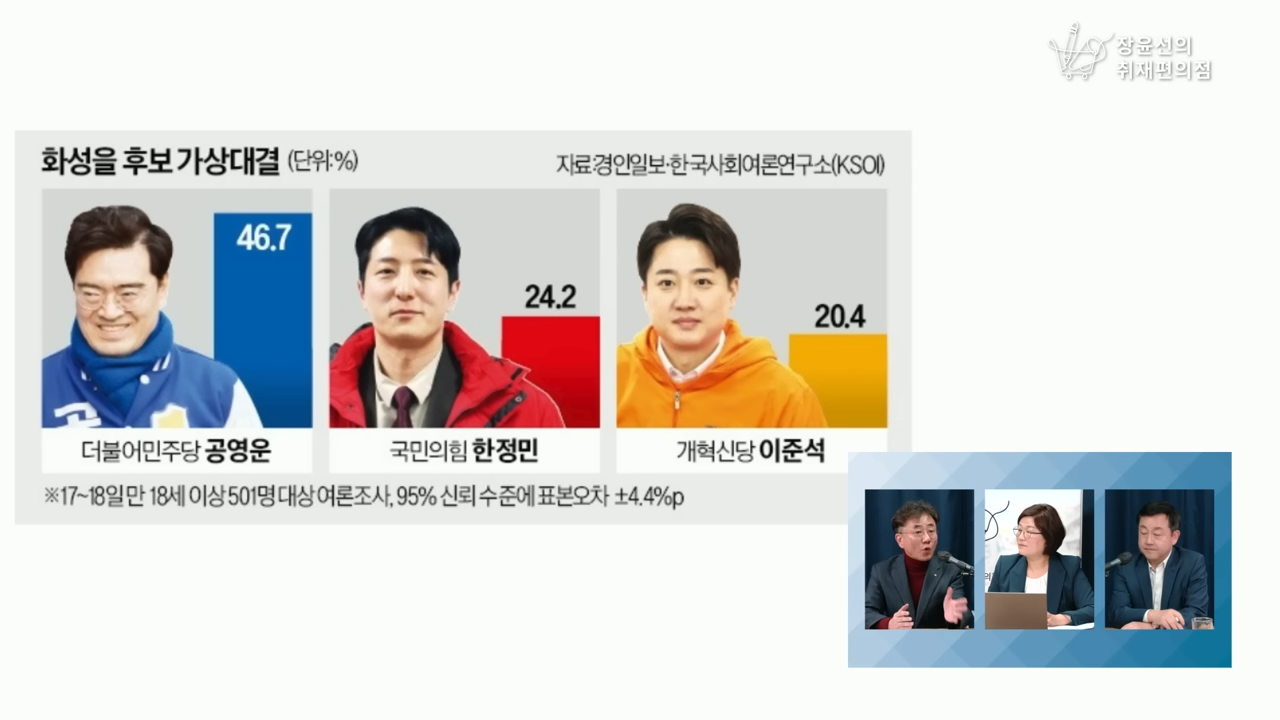 장윤선의
취재편의점
화성을 후보 가상대결 (단위:%)
자료:경인일보·한국사회여론연구소(KSOI)
46.7
24.2
20.4
더불어민주당 공영운
국민의힘 한정민
개혁신당 이준석
※17~18일 만 18세 이상 501명 대상 여론조사, 95% 신뢰 수준에 표본오차 ±4.4%p